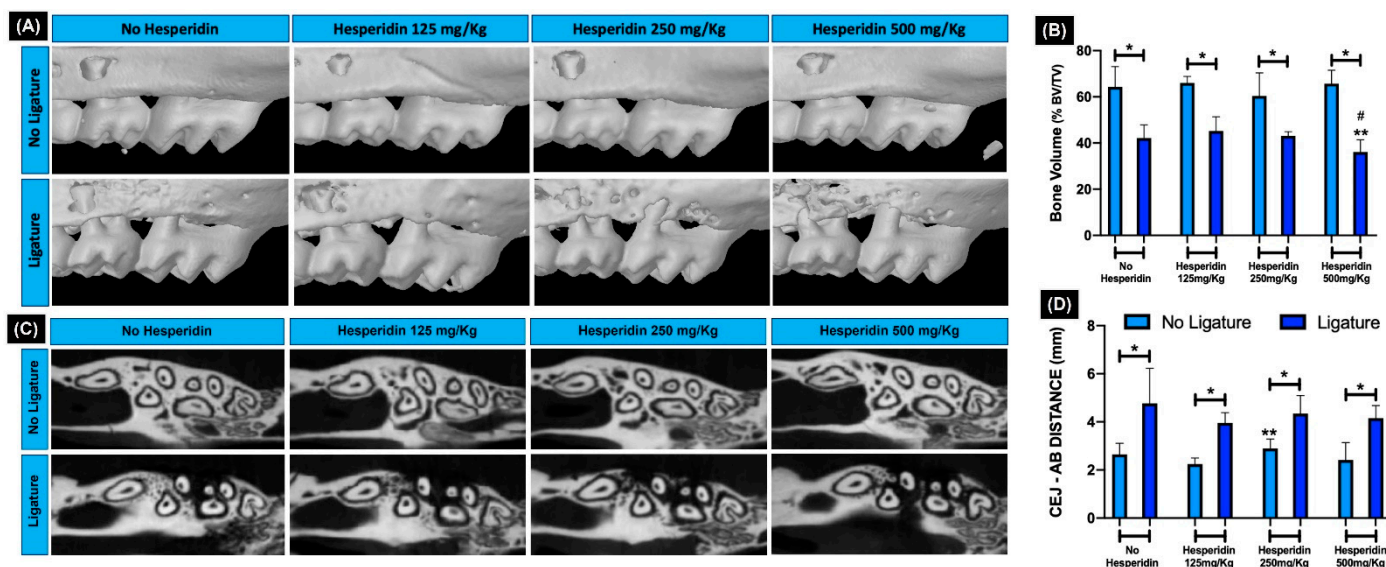 (A)
No Hesperidin
Hesperidin 125 mg/Kg
Hesperidin 250 mg/Kg
Hesperidin 500 mg/Kg
No Ligature
Ligature
(B)
Bone Volume (% BV/TV)
80
60
40
20
0
*
*
*
*
#
**
No
Hesperidin
Hesperidin
125mg/Kg
Hesperidin
250mg/Kg
Hesperidin
500mg/Kg
(C)
No Hesperidin
Hesperidin 125 mg/Kg
Hesperidin 250 mg/Kg
Hesperidin 500 mg/Kg
No Ligature
Ligature
(D)
No Ligature
Ligature
CEJ - AB DISTANCE (mm)
8
6
4
2
0
*
*
**
*
*
No
Hesperidin
Hesperidin
125mg/Kg
Hesperidin
250mg/Kg
Hesperidin
500mg/Kg